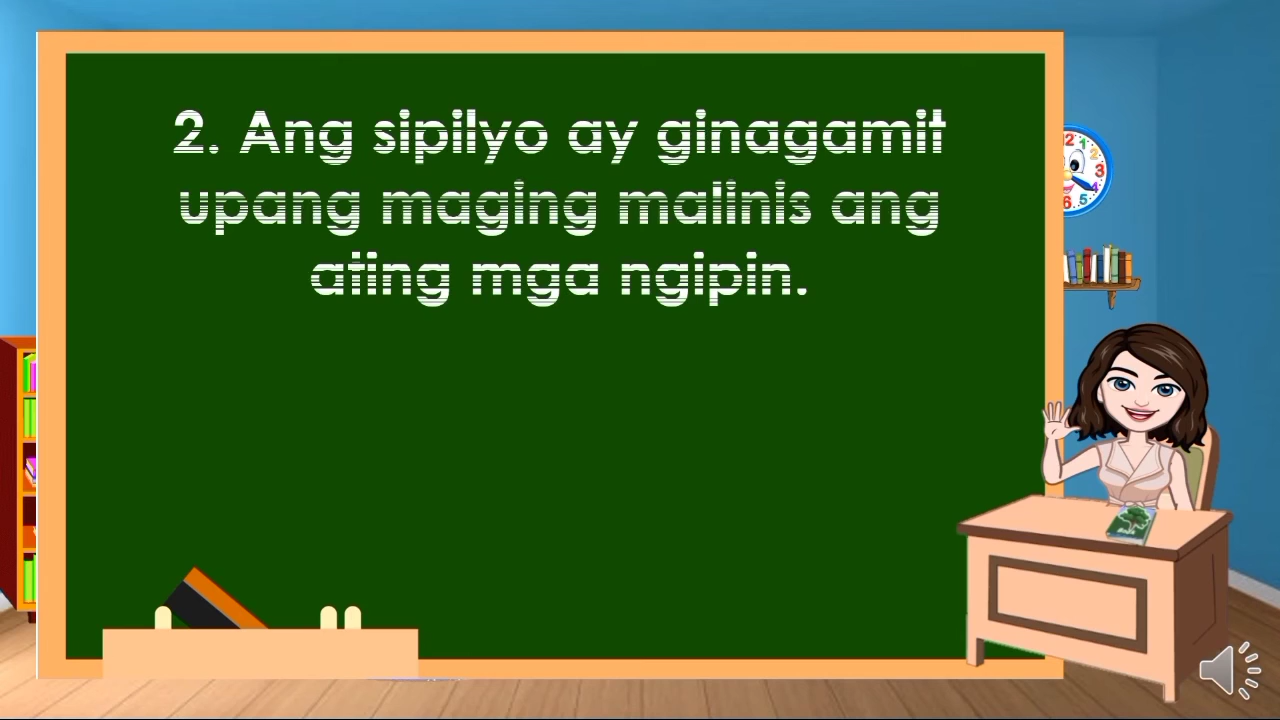 2. Ang sipilyo ay ginagamit
upang maging malinis ang
ating mga ngipin.